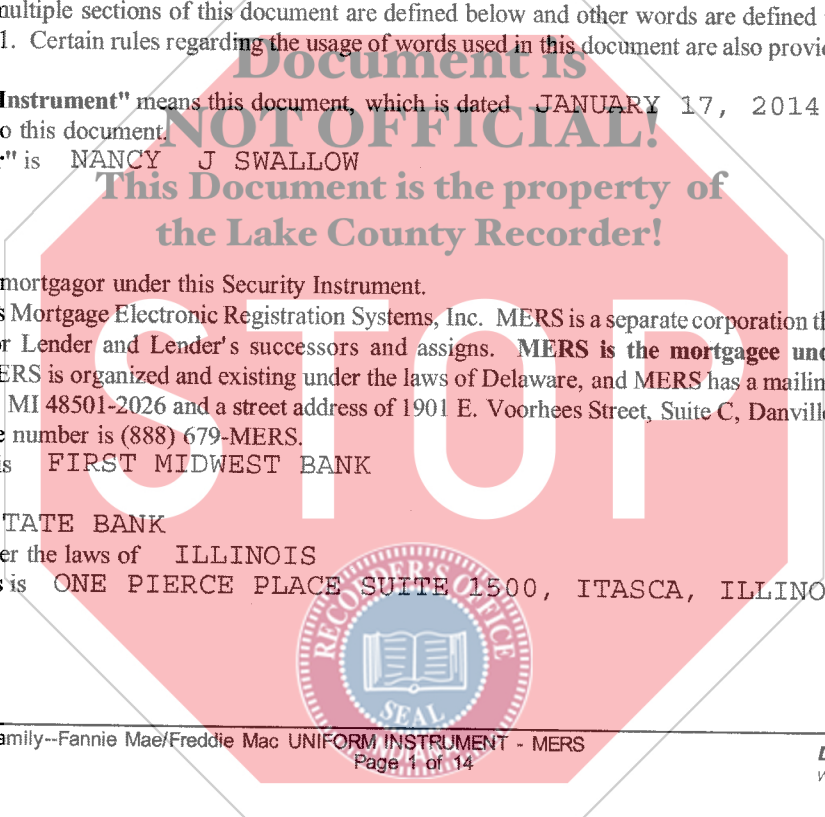 multiple sections of this document are defined below and other words are defined
1. Certain rules regarding the usage of words used in this document are also provid
Document is
Instrument" means this document, which is dated JANUARY 17, 2014
NOT OFFICIAL!
o this document.
" is NANCY J SWALLOW
This Document is the property of
the Lake County Recorder!
mortgagor under this Security Instrument.
s Mortgage Electronic Registration Systems, Inc. MERS is a separate corporation th
r Lender and Lender's successors and assigns. MERS is the mortgagee und
ERS is organized and existing under the laws of Delaware, and MERS has a mailin
MI 48501-2026 and a street address of 1901 E. Voorhees Street, Suite C, Danville
e number is (888) 679-MERS.
STOP
is FIRST MIDWEST BANK
TATE BANK
er the laws of ILLINOIS
s is ONE PIERCE PLACE SUITE 1500, ITASCA, ILLINO
RECORDER'S OFFICE
SEAL
INDIANA
amily--Fannie Mae/Freddie Mac UNIFORM INSTRUMENT - MERS
Page 1 of 14